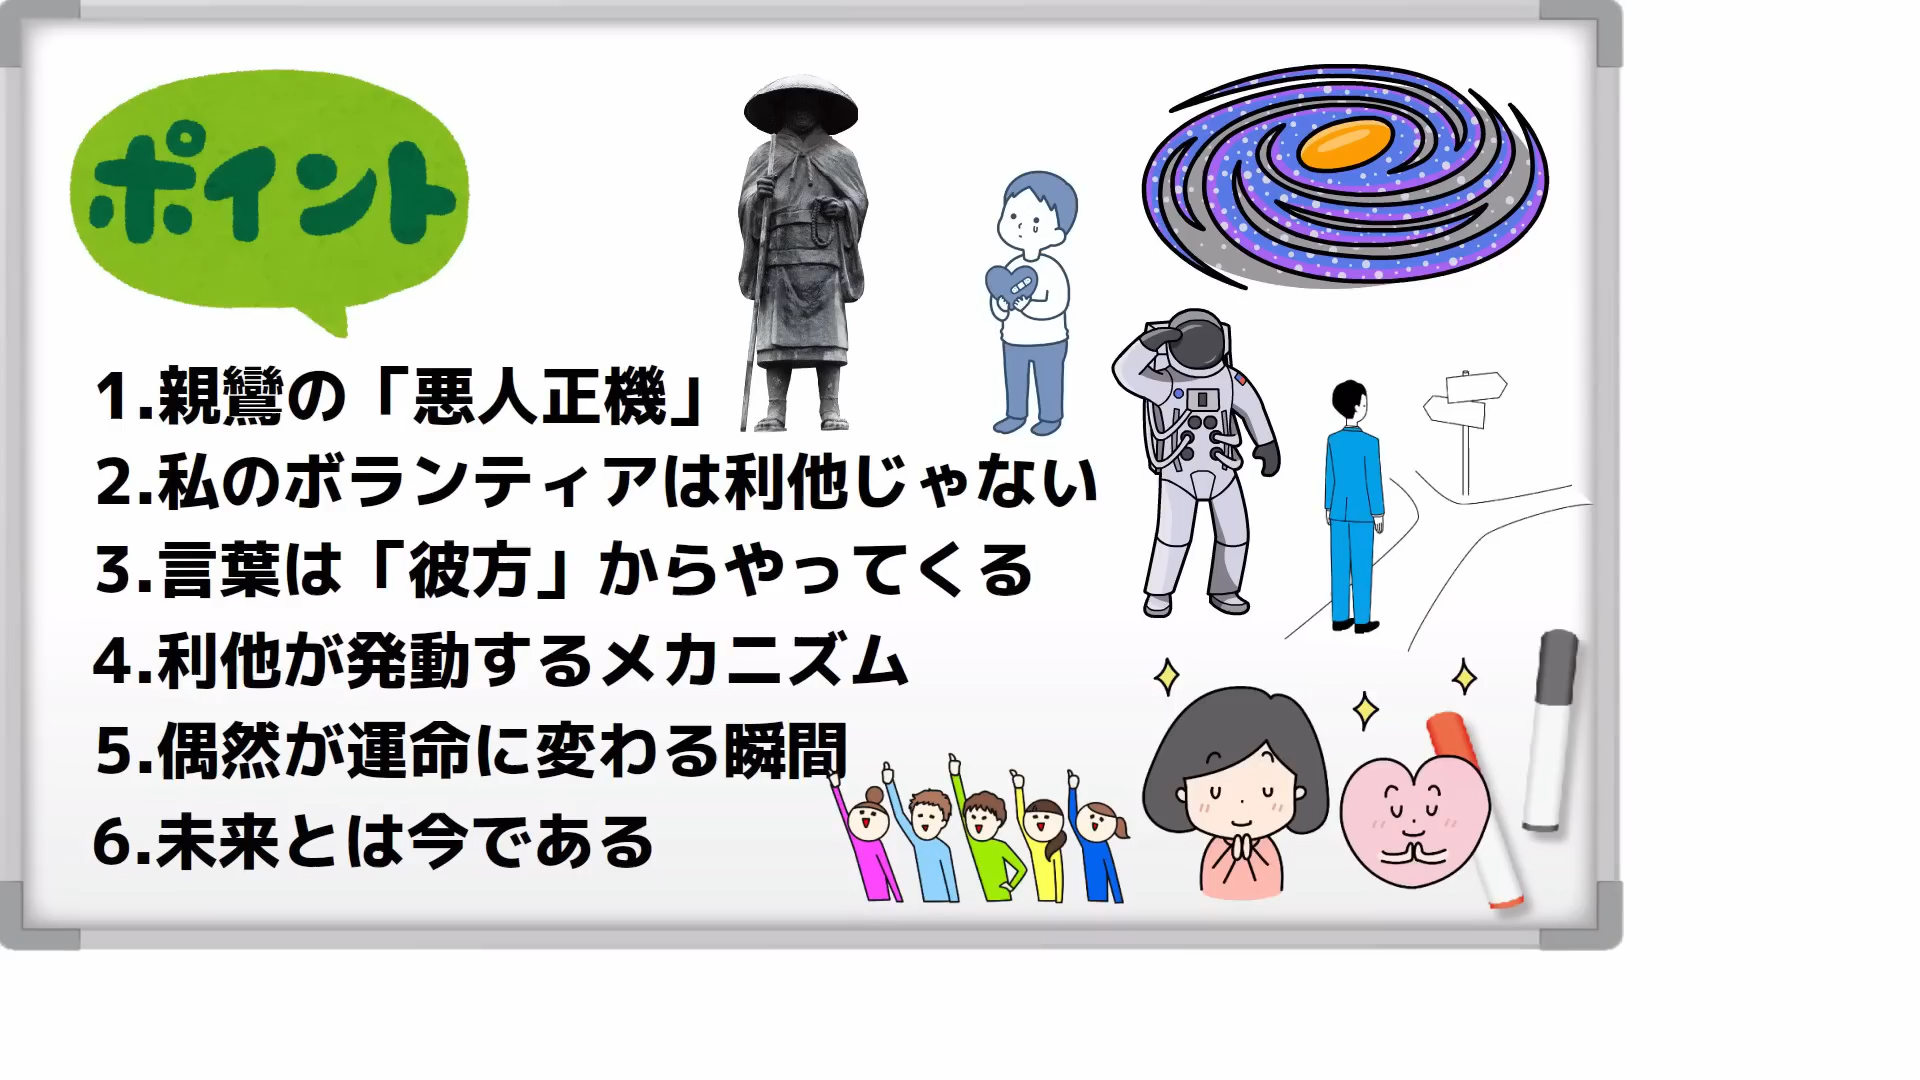 ポイント
1.親鸞の「悪人正機」
2.私のボランティアは利他じゃない
3.言葉は「彼方」からやってくる
4.利他が発動するメカニズム
5.偶然が運命に変わる瞬間
6.未来とは今である